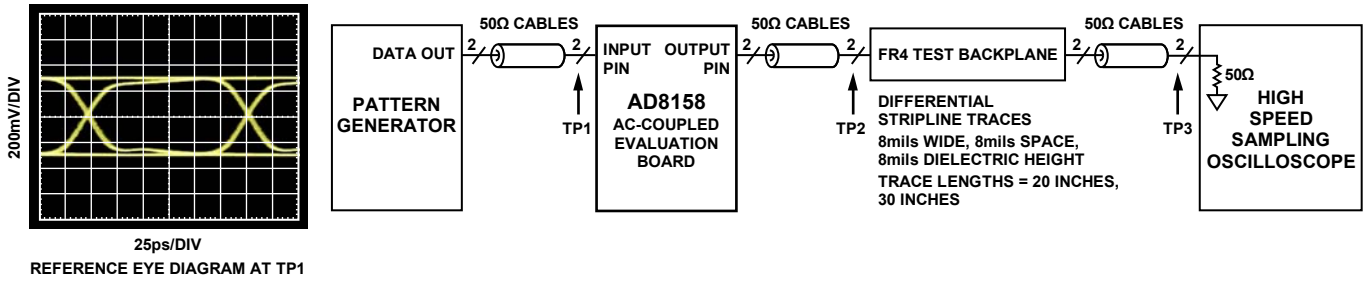 200mV/DIV
25ps/DIV
REFERENCE EYE DIAGRAM AT TP1
DATA OUT
PATTERN
GENERATOR
50Ω CABLES
2
2
TP1
INPUT
PIN
OUTPUT
PIN
AD8158
AC-COUPLED
EVALUATION
BOARD
50Ω CABLES
2
2
TP2
FR4 TEST BACKPLANE
DIFFERENTIAL
STRIPLINE TRACES
8mils WIDE, 8mils SPACE,
8mils DIELECTRIC HEIGHT
TRACE LENGTHS = 20 INCHES,
30 INCHES
50Ω CABLES
2
2
TP3
50Ω
HIGH
SPEED
SAMPLING
OSCILLOSCOPE